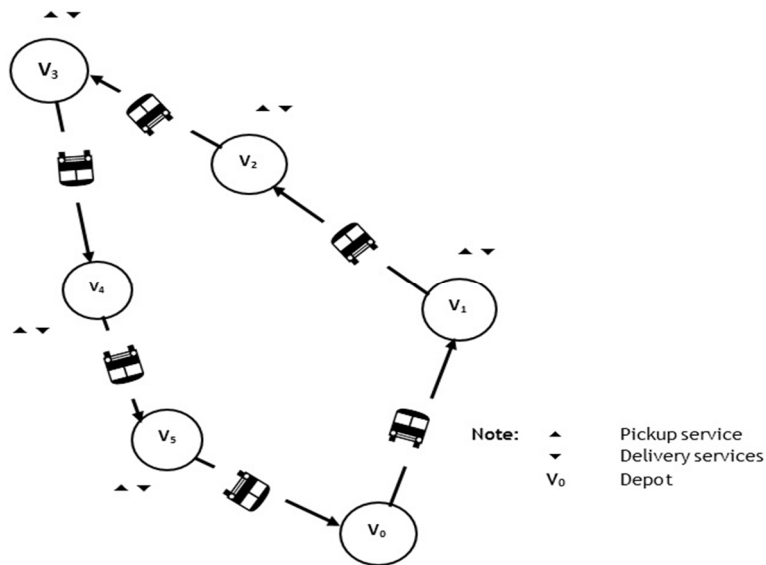 V₃
V₂
V₄
V₁
V₅
V₀
Note: ▲ Pickup service
▼ Delivery services
V₀ Depot